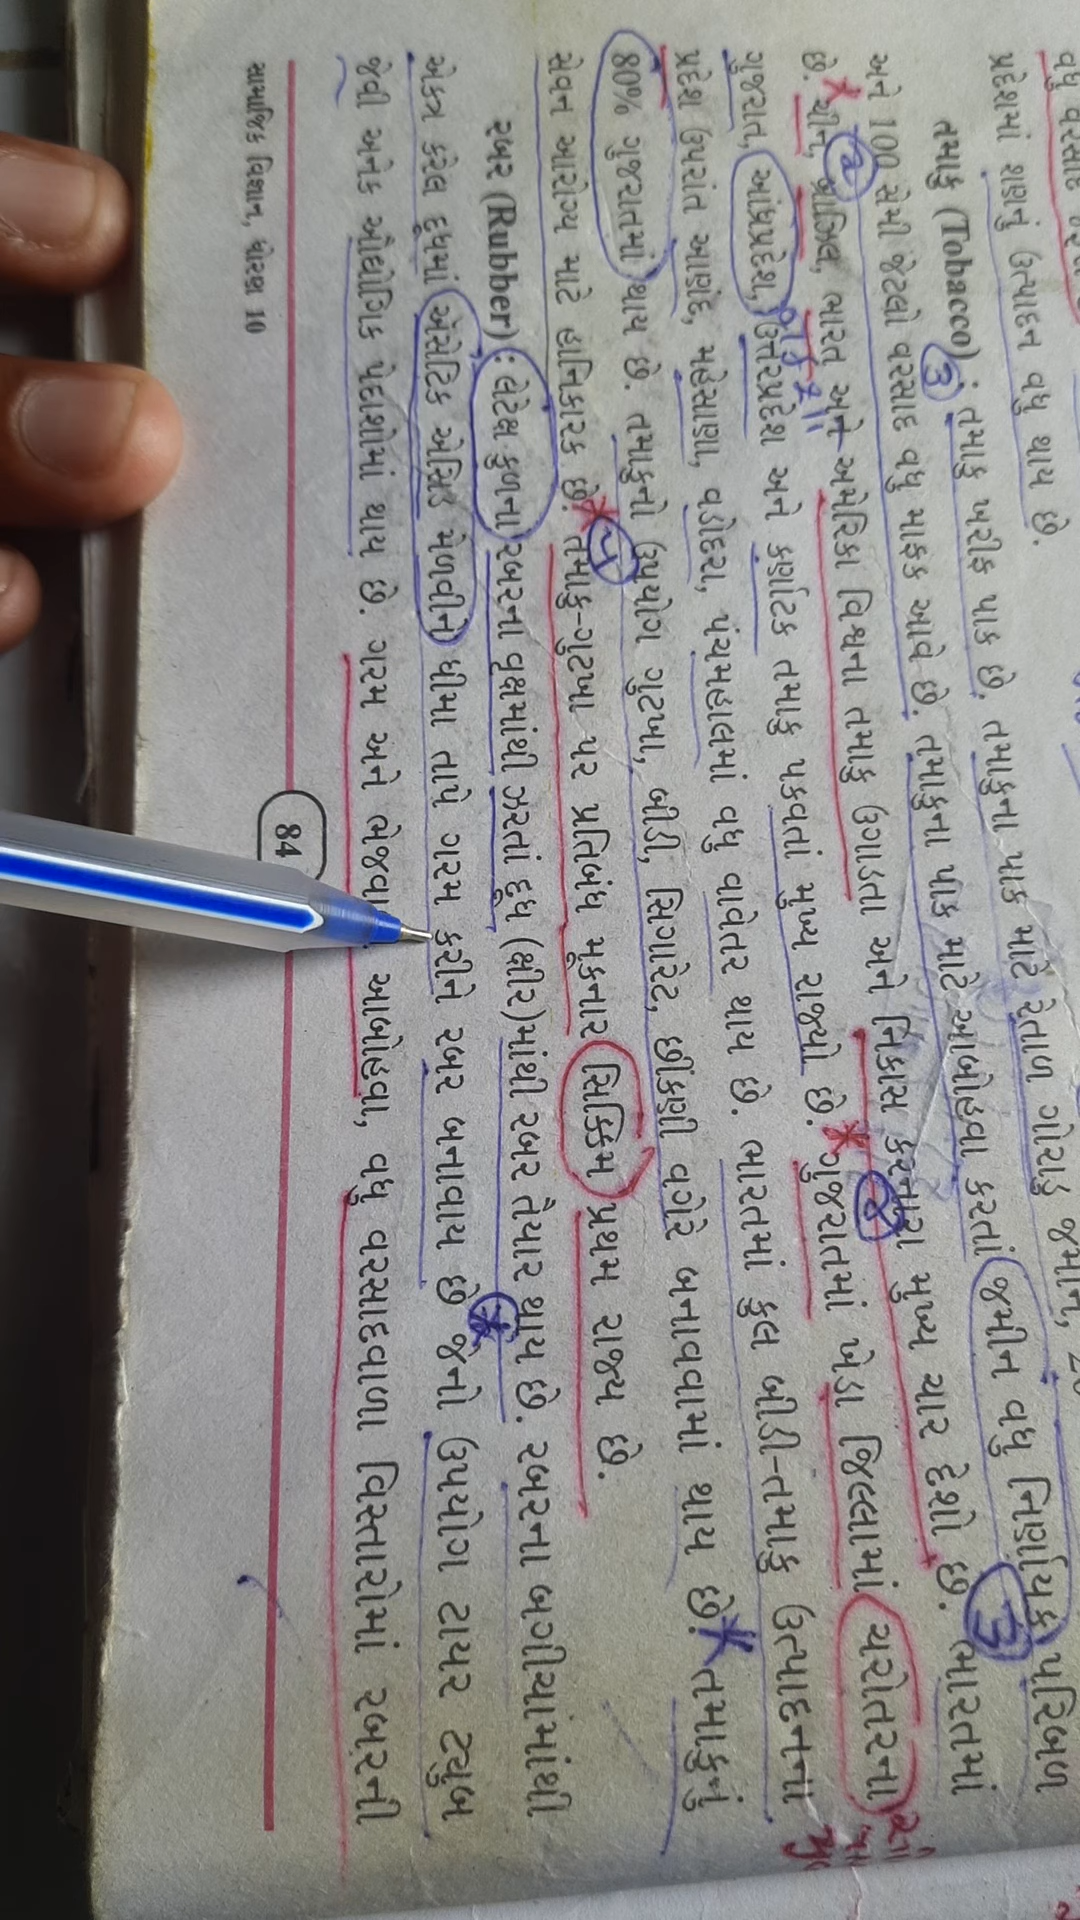 વધુ વરસાદ
પ્રદેશમાં શણનું ઉત્પાદન વધુ થાય છે.
તમાકુ (Tobacco) : તમાકુ ખરીફ પાક છે. તમાકુના પાક માટે રેતાળ ગોરાડુ જમીન, 20
અને 100 સેમી જેટલો વરસાદ વધુ માફક આવે છે. તમાકુના પાક માટે આબોહવા કરતાં જમીન વધુ નિર્ણાયક પરિબળ
છે. ચીન, બ્રાઝિલ, ભારત અને અમેરિકા વિશ્વના તમાકુ ઉગાડતા અને નિકાસ કરનારા મુખ્ય ચાર દેશો છે. ભારતમાં
ગુજરાત, આંધ્રપ્રદેશ, ઉત્તરપ્રદેશ અને કર્ણાટક તમાકુ પકવતાં મુખ્ય રાજ્યો છે. ગુજરાતમાં ખેડા જિલ્લામાં ચરોતરના
પ્રદેશ ઉપરાંત આણંદ, મહેસાણા, વડોદરા, પંચમહાલમાં વધુ વાવેતર થાય છે. ભારતમાં કુલ બીડી-તમાકુ ઉત્પાદનના
80% ગુજરાતમાં થાય છે. તમાકુનો ઉપયોગ ગુટખા, બીડી, સિગારેટ, છીંકણી વગેરે બનાવવામાં થાય છે. તમાકુનું
સેવન આરોગ્ય માટે હાનિકારક છે. તમાકુ-ગુટખા પર પ્રતિબંધ મૂકનાર સિક્કિમ પ્રથમ રાજ્ય છે.
રબર (Rubber) : લેટેક્ષ કુળના રબરના વૃક્ષમાંથી ઝરતાં દૂધ (ક્ષીર)માંથી રબર તૈયાર થાય છે. રબરના બગીચામાંથી
એકત્ર કરેલ દૂધમાં એસેટિક એસિડ મેળવીને ધીમા તાપે ગરમ કરીને રબર બનાવાય છે જેનો ઉપયોગ ટાયર ટ્યુબ
જેવી અનેક ઔદ્યોગિક પેદાશોમાં થાય છે. ગરમ અને ભેજવા આબોહવા, વધુ વરસાદવાળા વિસ્તારોમાં રબરની
સામાજિક વિજ્ઞાન, ધોરણ 10
84